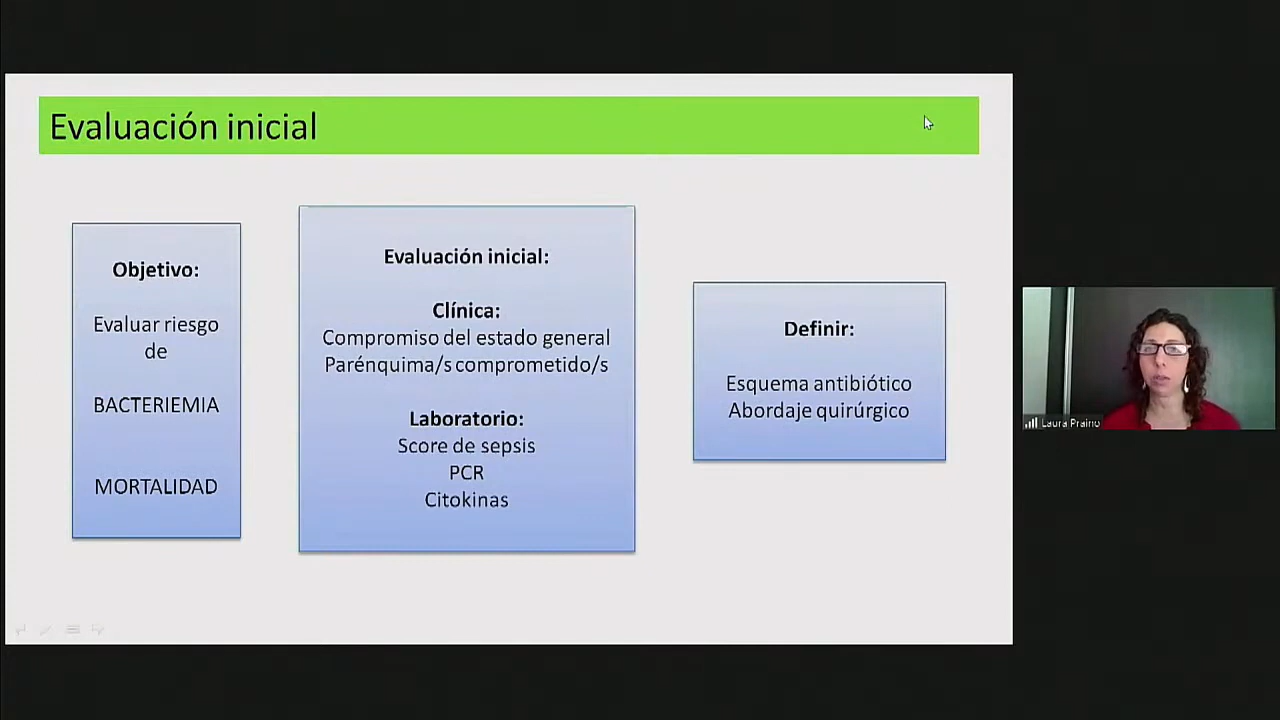 Evaluación inicial
Objetivo:
Evaluar riesgo
de
BACTERIEMIA
MORTALIDAD
Evaluación inicial:
Clínica:
Compromiso del estado general
Parénquima/s comprometido/s
Laboratorio:
Score de sepsis
PCR
Citokinas
Definir:
Esquema antibiótico
Abordaje quirúrgico
Laura Praino